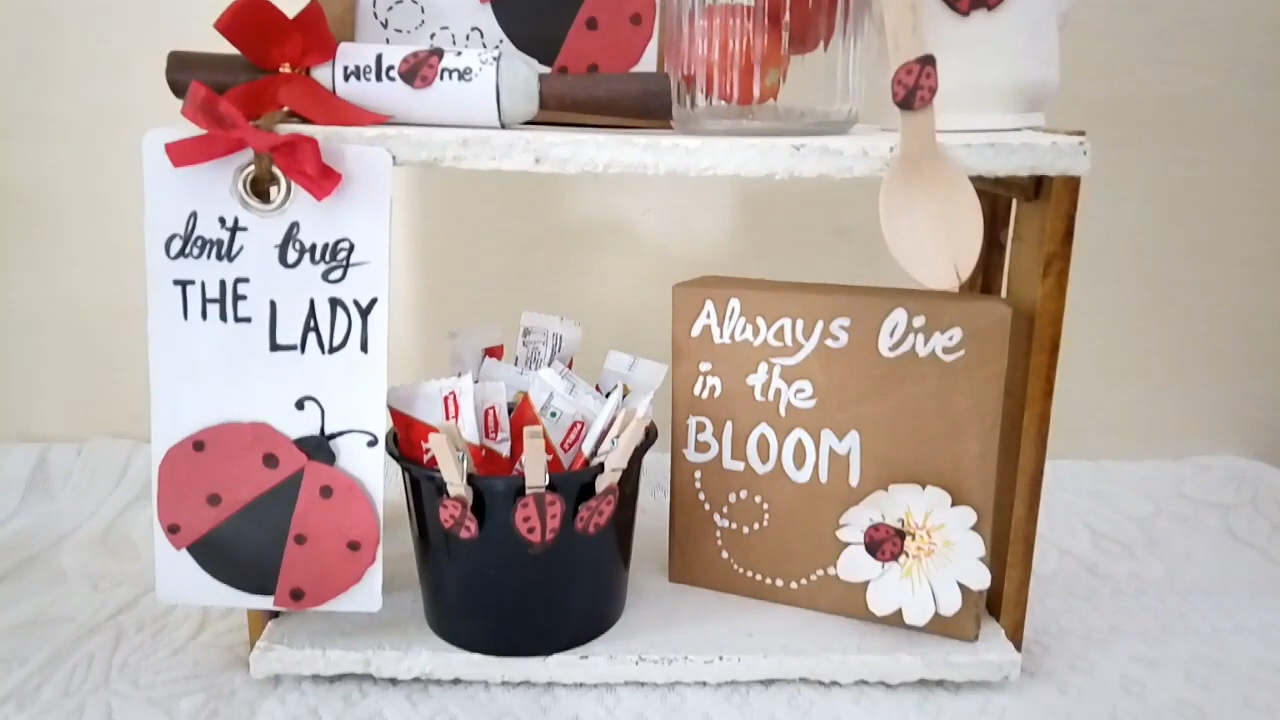 welcome
don't bug
THE LADY
Always live
in the
BLOOM